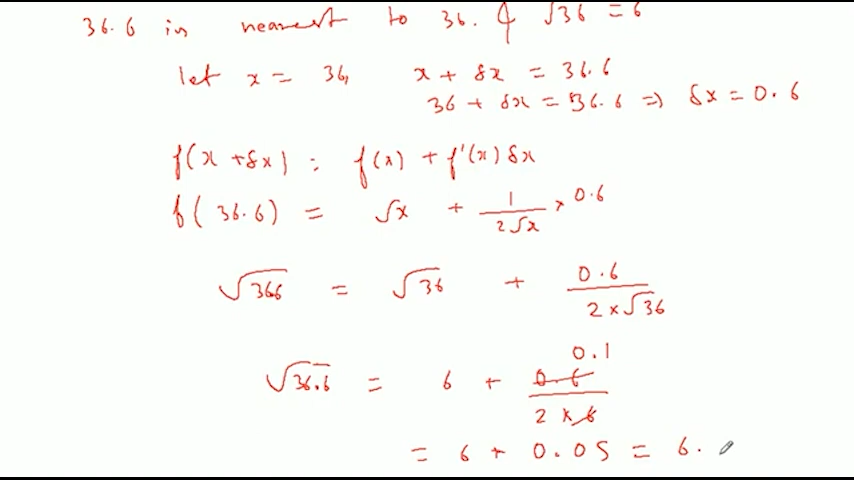 36.6 is nearest to 36. & √36 = 6
let x = 36, x + δx = 36.6
36 + δx = 36.6 ⇒ δx = 0.6
f(x + δx) = f(x) + f'(x) δx
f(36.6) = √x + 1/(2√x) × 0.6
√366 = √36 + 0.6/(2 × √36)
0.1
√36.6 = 6 + 0.6/(2 × 6)
= 6 + 0.05 = 6.